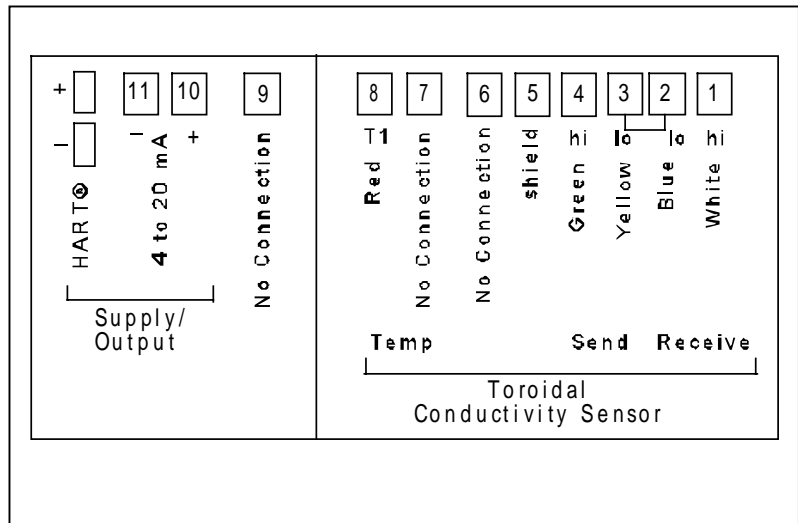 + 11 10 9 8 7 6 5 4 3 2 1
− − + T1 hi lo lo hi
HART®
4 to 20 mA
No Connection
Red
No Connection
No Connection
shield
Green
Yellow
Blue
White
Supply/
Output
Temp Send Receive
Toroidal
Conductivity Sensor